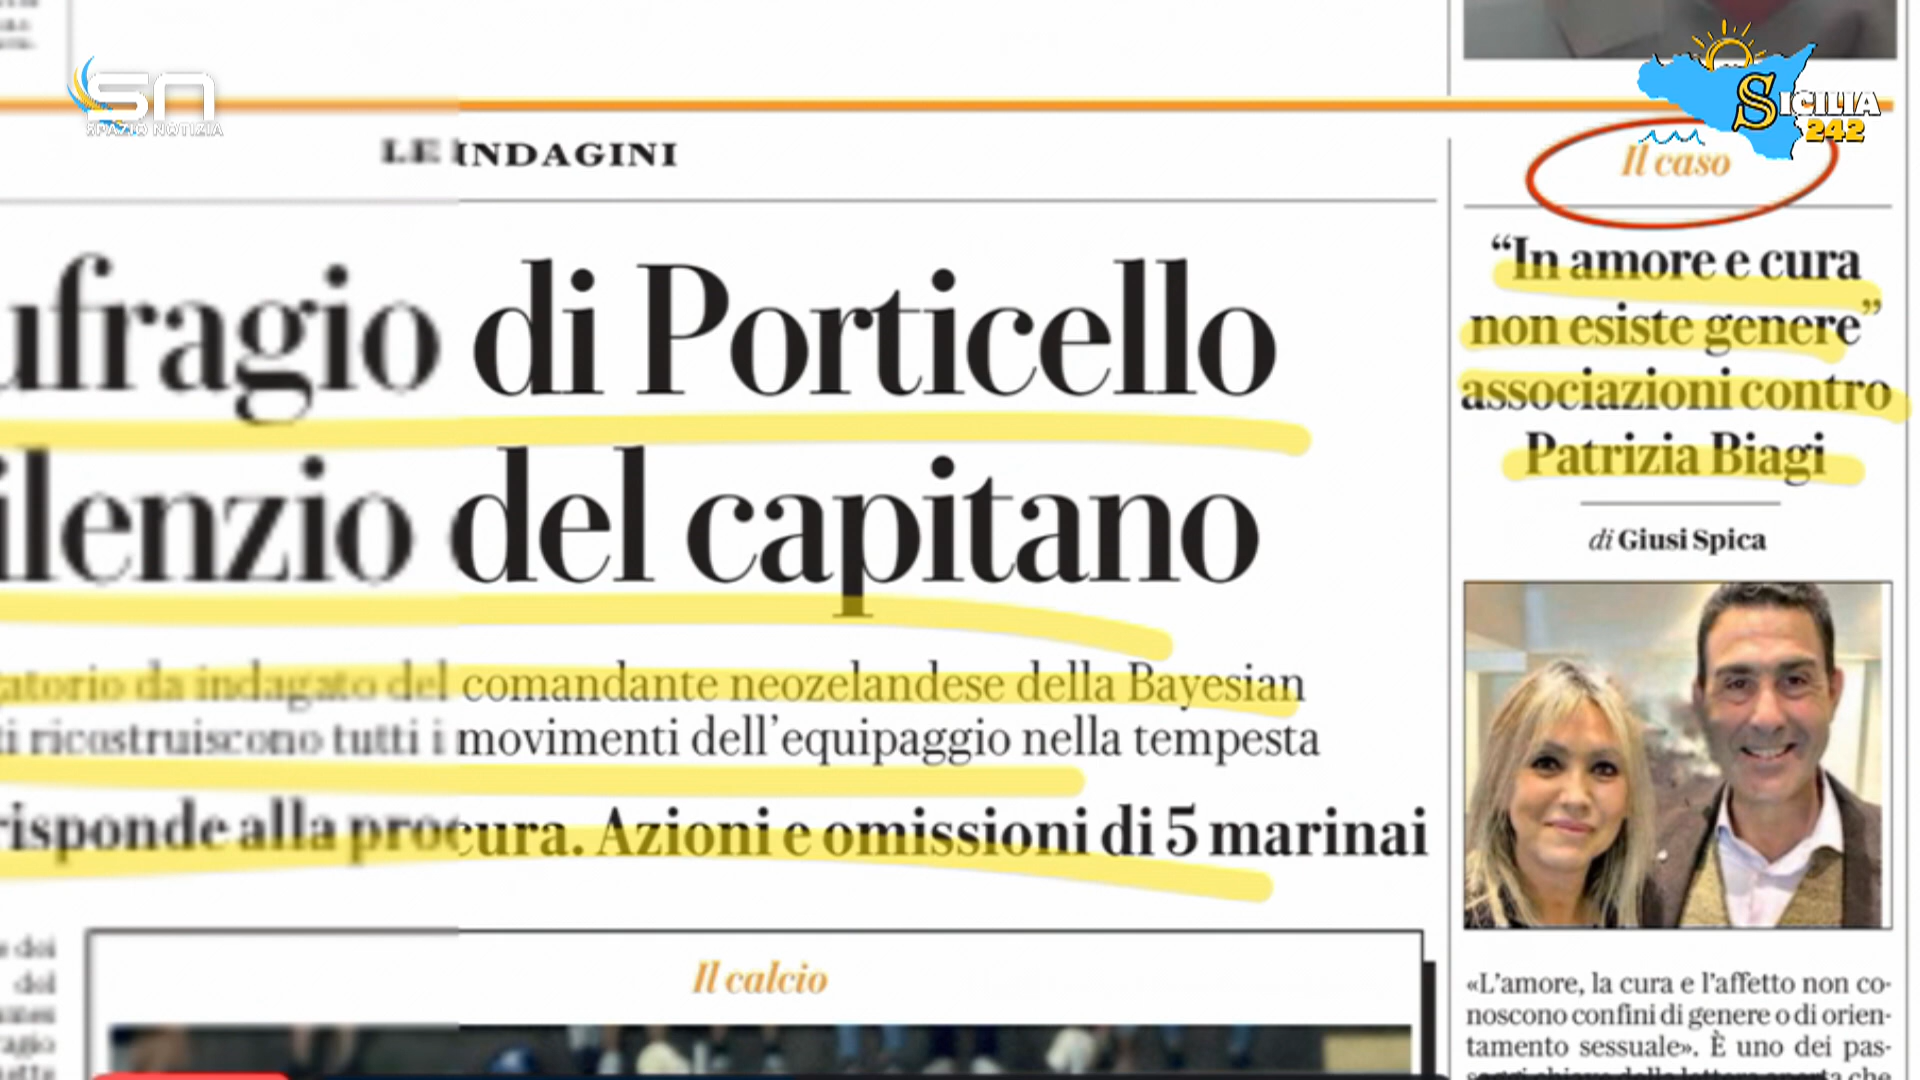 SN
SPAZIO NOTIZIA
SICILIA
242
LE INDAGINI
ufragio di Porticello
ilenzio del capitano
gatorio da indagato del comandante neozelandese della Bayesian
ti ricostruiscono tutti i movimenti dell'equipaggio nella tempesta
risponde alla procura. Azioni e omissioni di 5 marinai
Il calcio
Il caso
“In amore e cura
non esiste genere”
associazioni contro
Patrizia Biagi
di Giusi Spica
«L'amore, la cura e l'affetto non co-
noscono confini di genere o di orien-
tamento sessuale». È uno dei pas-